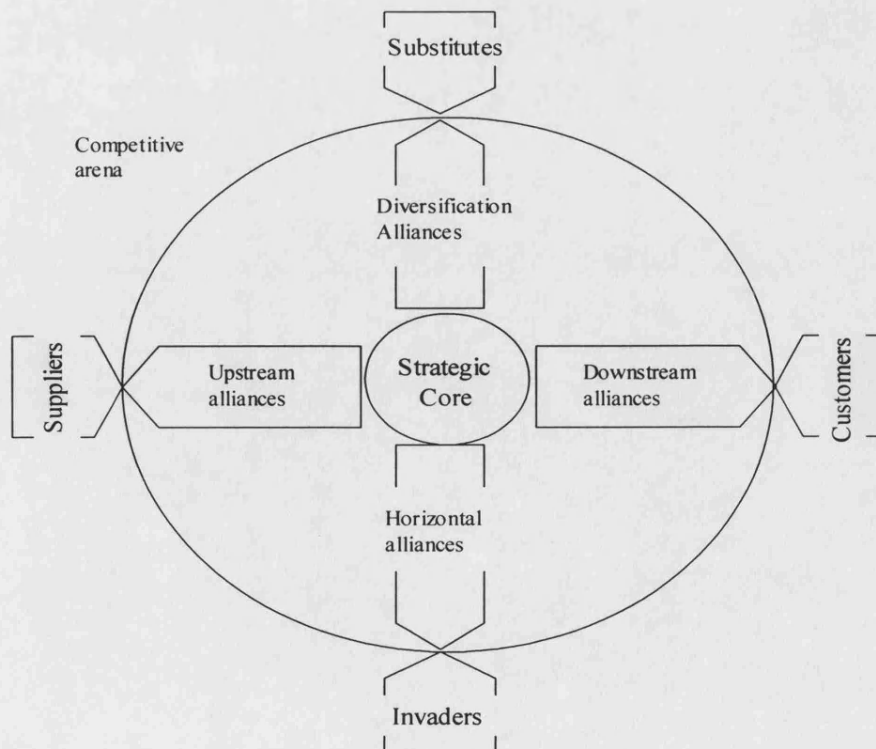 Substitutes
Competitive
arena
Diversification
Alliances
Suppliers
Upstream
alliances
Strategic
Core
Downstream
alliances
Customers
Horizontal
alliances
Invaders